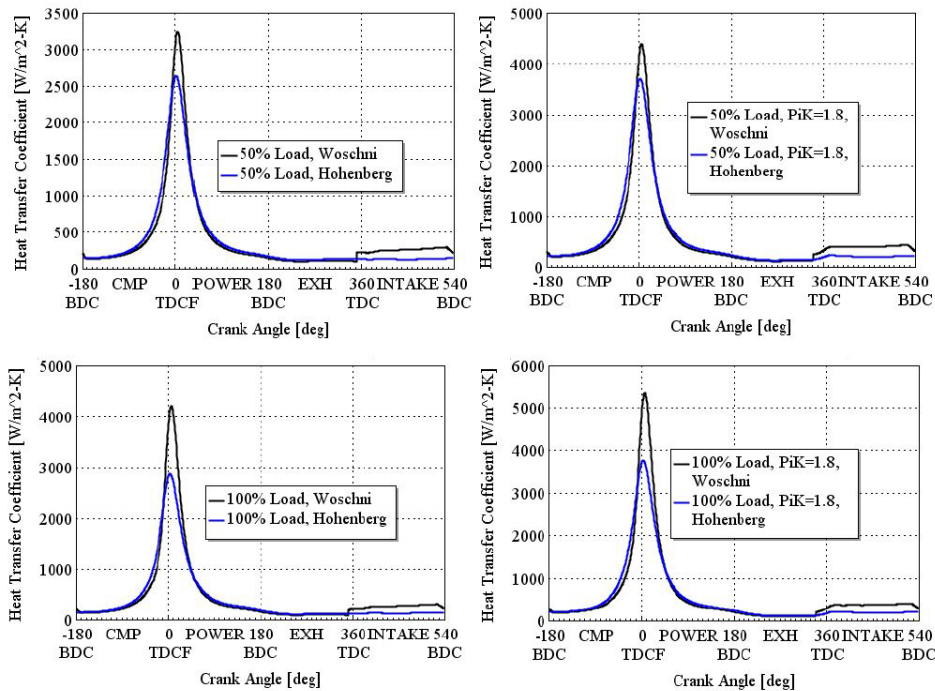 Heat Transfer Coefficient [W/m^2-K]
3500
3000
2500
2000
1500
1000
500
0
50% Load, Woschni
50% Load, Hohenberg
-180 CMP 0 POWER 180 EXH 360 INTAKE 540
BDC TDCF BDC TDC BDC
Crank Angle [deg]
Heat Transfer Coefficient [W/m^2-K]
5000
4000
3000
2000
1000
0
50% Load, PiK=1.8,
Woschni
50% Load, PiK=1.8,
Hohenberg
-180 CMP 0 POWER 180 EXH 360 INTAKE 540
BDC TDCF BDC TDC BDC
Crank Angle [deg]
Heat Transfer Coefficient [W/m^2-K]
5000
4000
3000
2000
1000
0
100% Load, Woschni
100% Load, Hohenberg
-180 CMP 0 POWER 180 EXH 360 INTAKE 540
BDC TDCF BDC TDC BDC
Crank Angle [deg]
Heat Transfer Coefficient [W/m^2-K]
6000
5000
4000
3000
2000
1000
0
100% Load, PiK=1.8,
Woschni
100% Load, PiK=1.8,
Hohenberg
-180 CMP 0 POWER 180 EXH 360 INTAKE 540
BDC TDCF BDC TDC BDC
Crank Angle [deg]